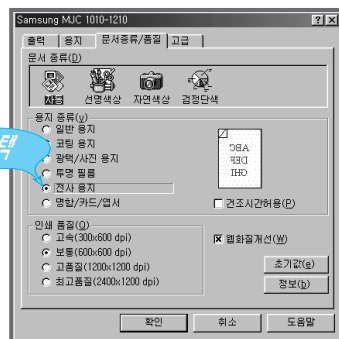 Samsung MJC 1010-1210
출력 용지 문서종류/품질 고급
문서 종류(D)
자동 선명색상 자연색상 검정단색
용지 종류(y)
일반 용지
코팅 용지
광택/사진 용지
투명 필름
전사 용지
명함/카드/엽서
ABC
DEF
GHI
건조시간허용(P)
인쇄 품질(Q)
고속(300x600 dpi)
보통(600x600 dpi)
고품질(1200x1200 dpi)
최고품질(2400x1200 dpi)
웹화질개선(W)
초기값(e)
정보(b)
확인 취소 도움말